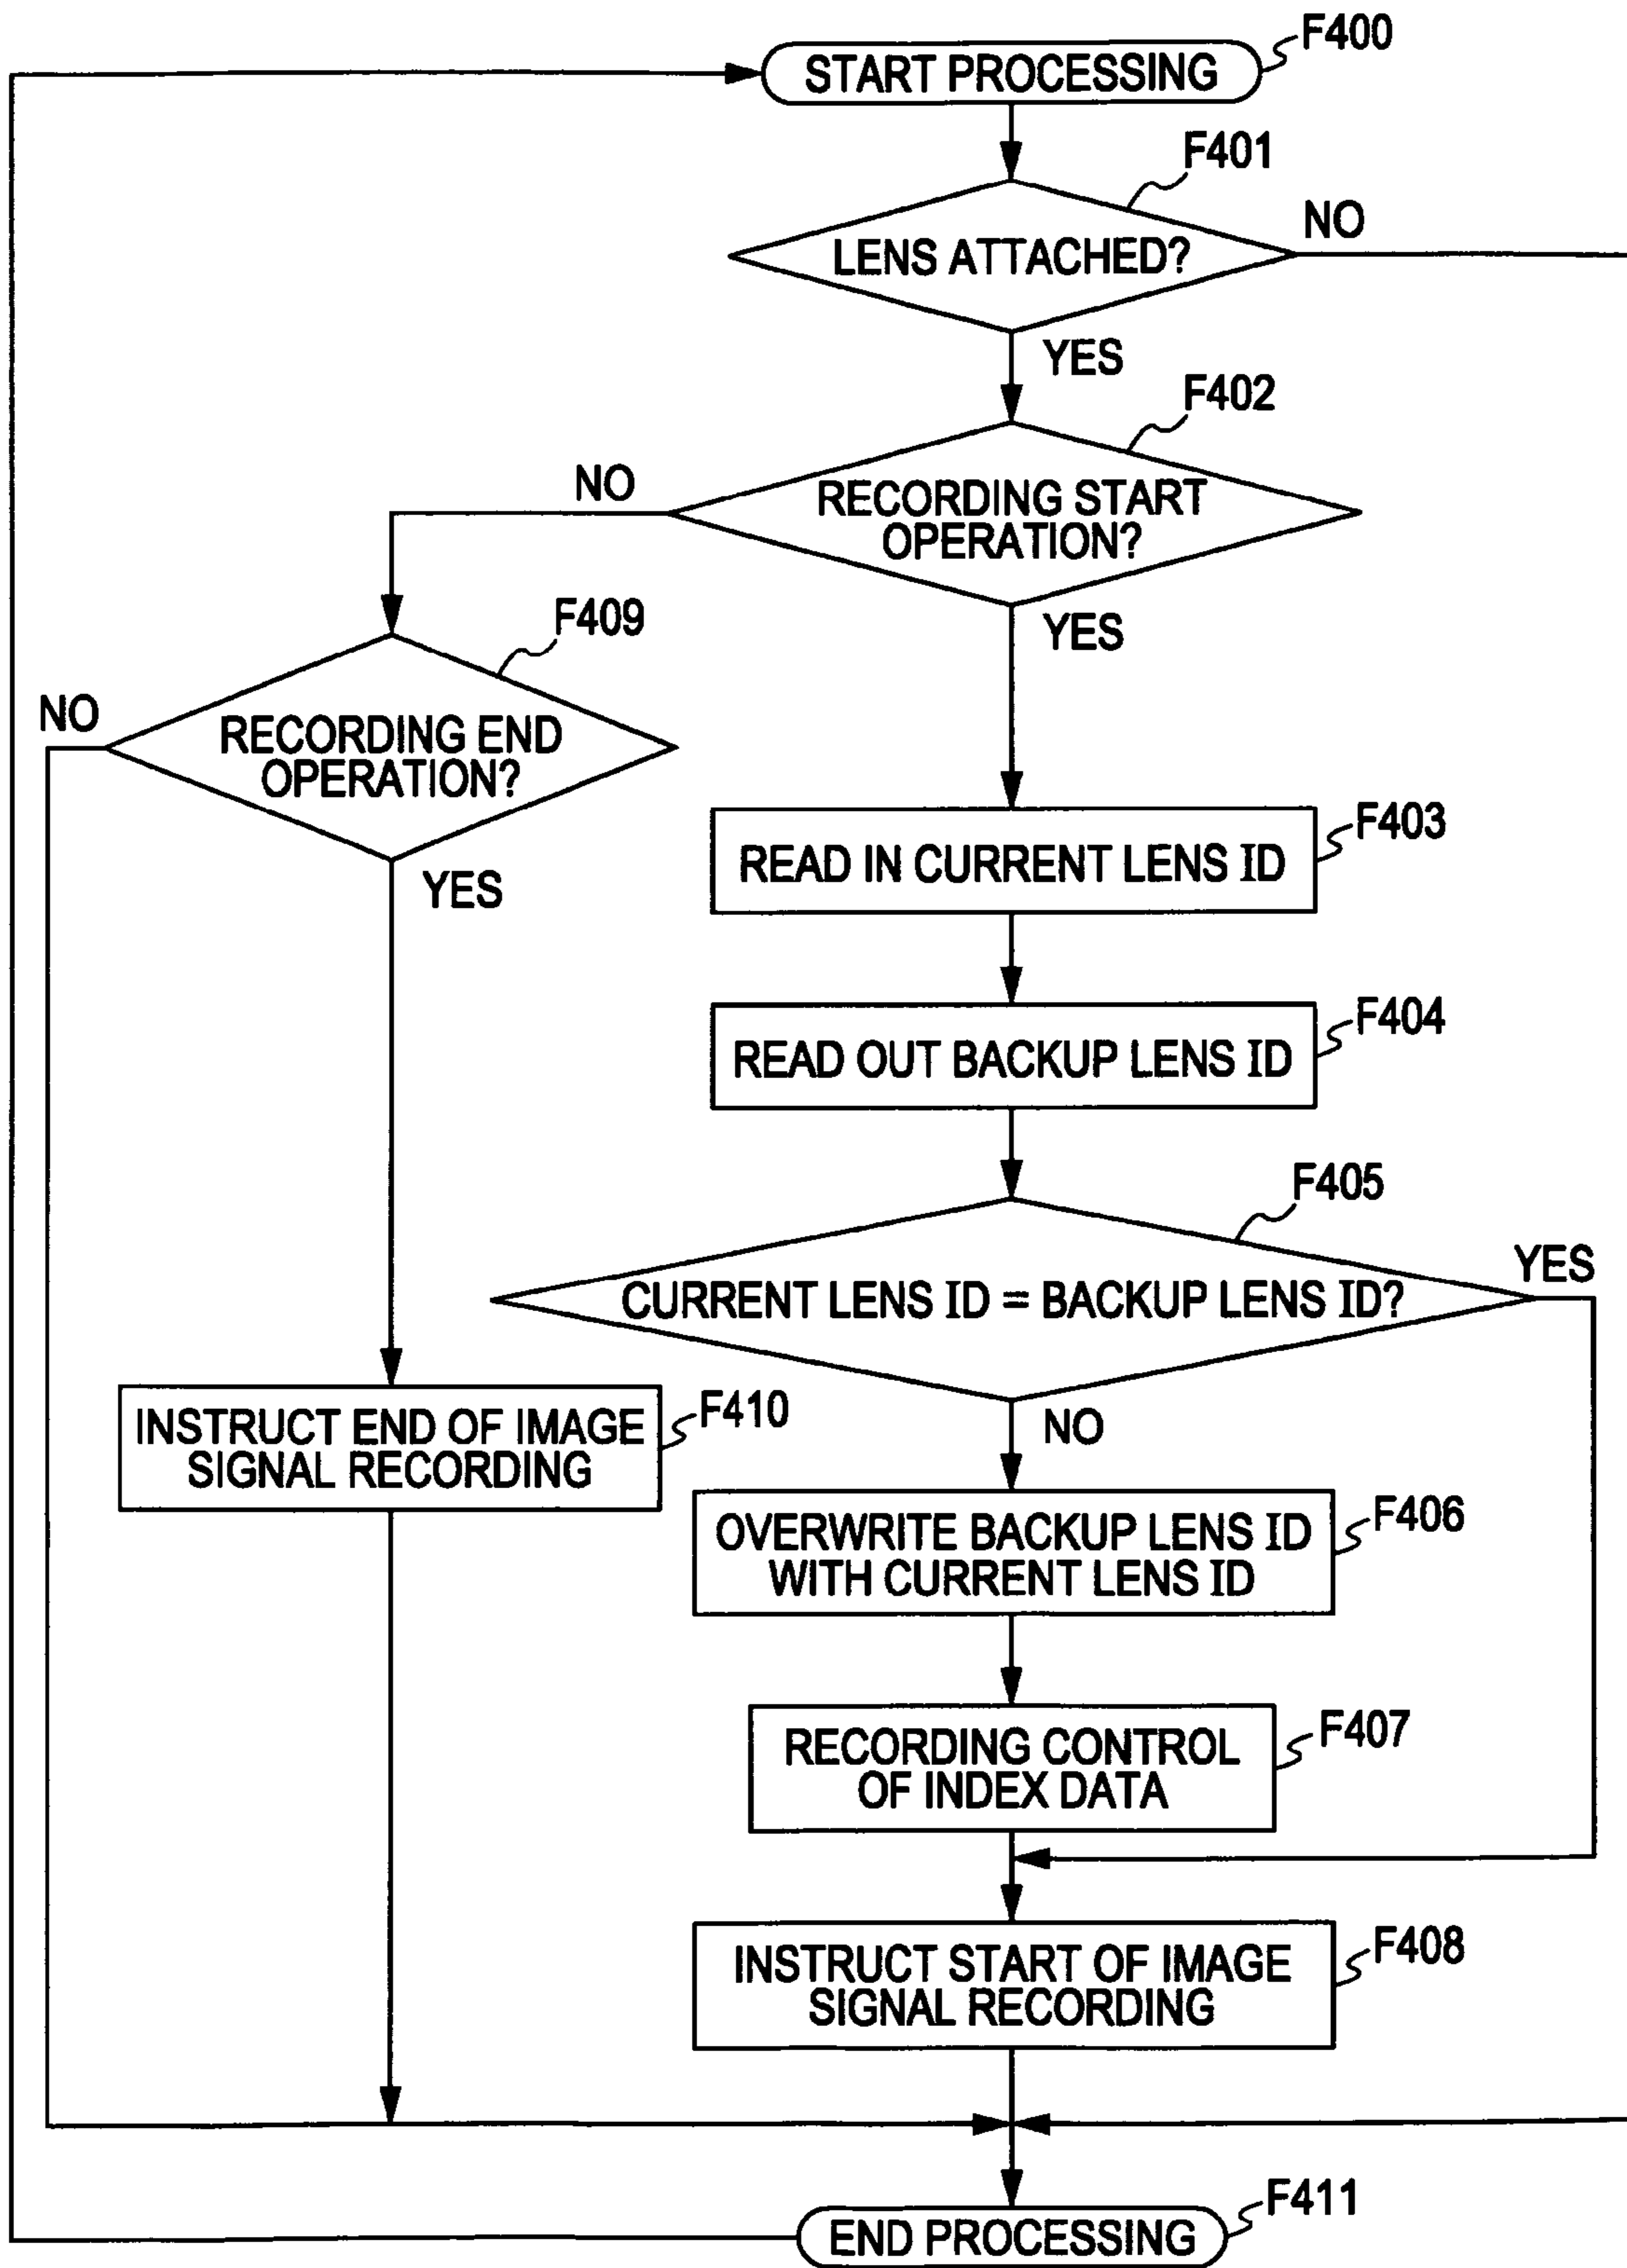 F400
START PROCESSING
F401
NO
LENS ATTACHED?
YES
F402
NO
RECORDING START
OPERATION?
YES
F409
NO
RECORDING END
OPERATION?
YES
F403
READ IN CURRENT LENS ID
F404
READ OUT BACKUP LENS ID
F405
YES
CURRENT LENS ID = BACKUP LENS ID?
NO
F410
INSTRUCT END OF IMAGE
SIGNAL RECORDING
F406
OVERWRITE BACKUP LENS ID
WITH CURRENT LENS ID
F407
RECORDING CONTROL
OF INDEX DATA
F408
INSTRUCT START OF IMAGE
SIGNAL RECORDING
F411
END PROCESSING